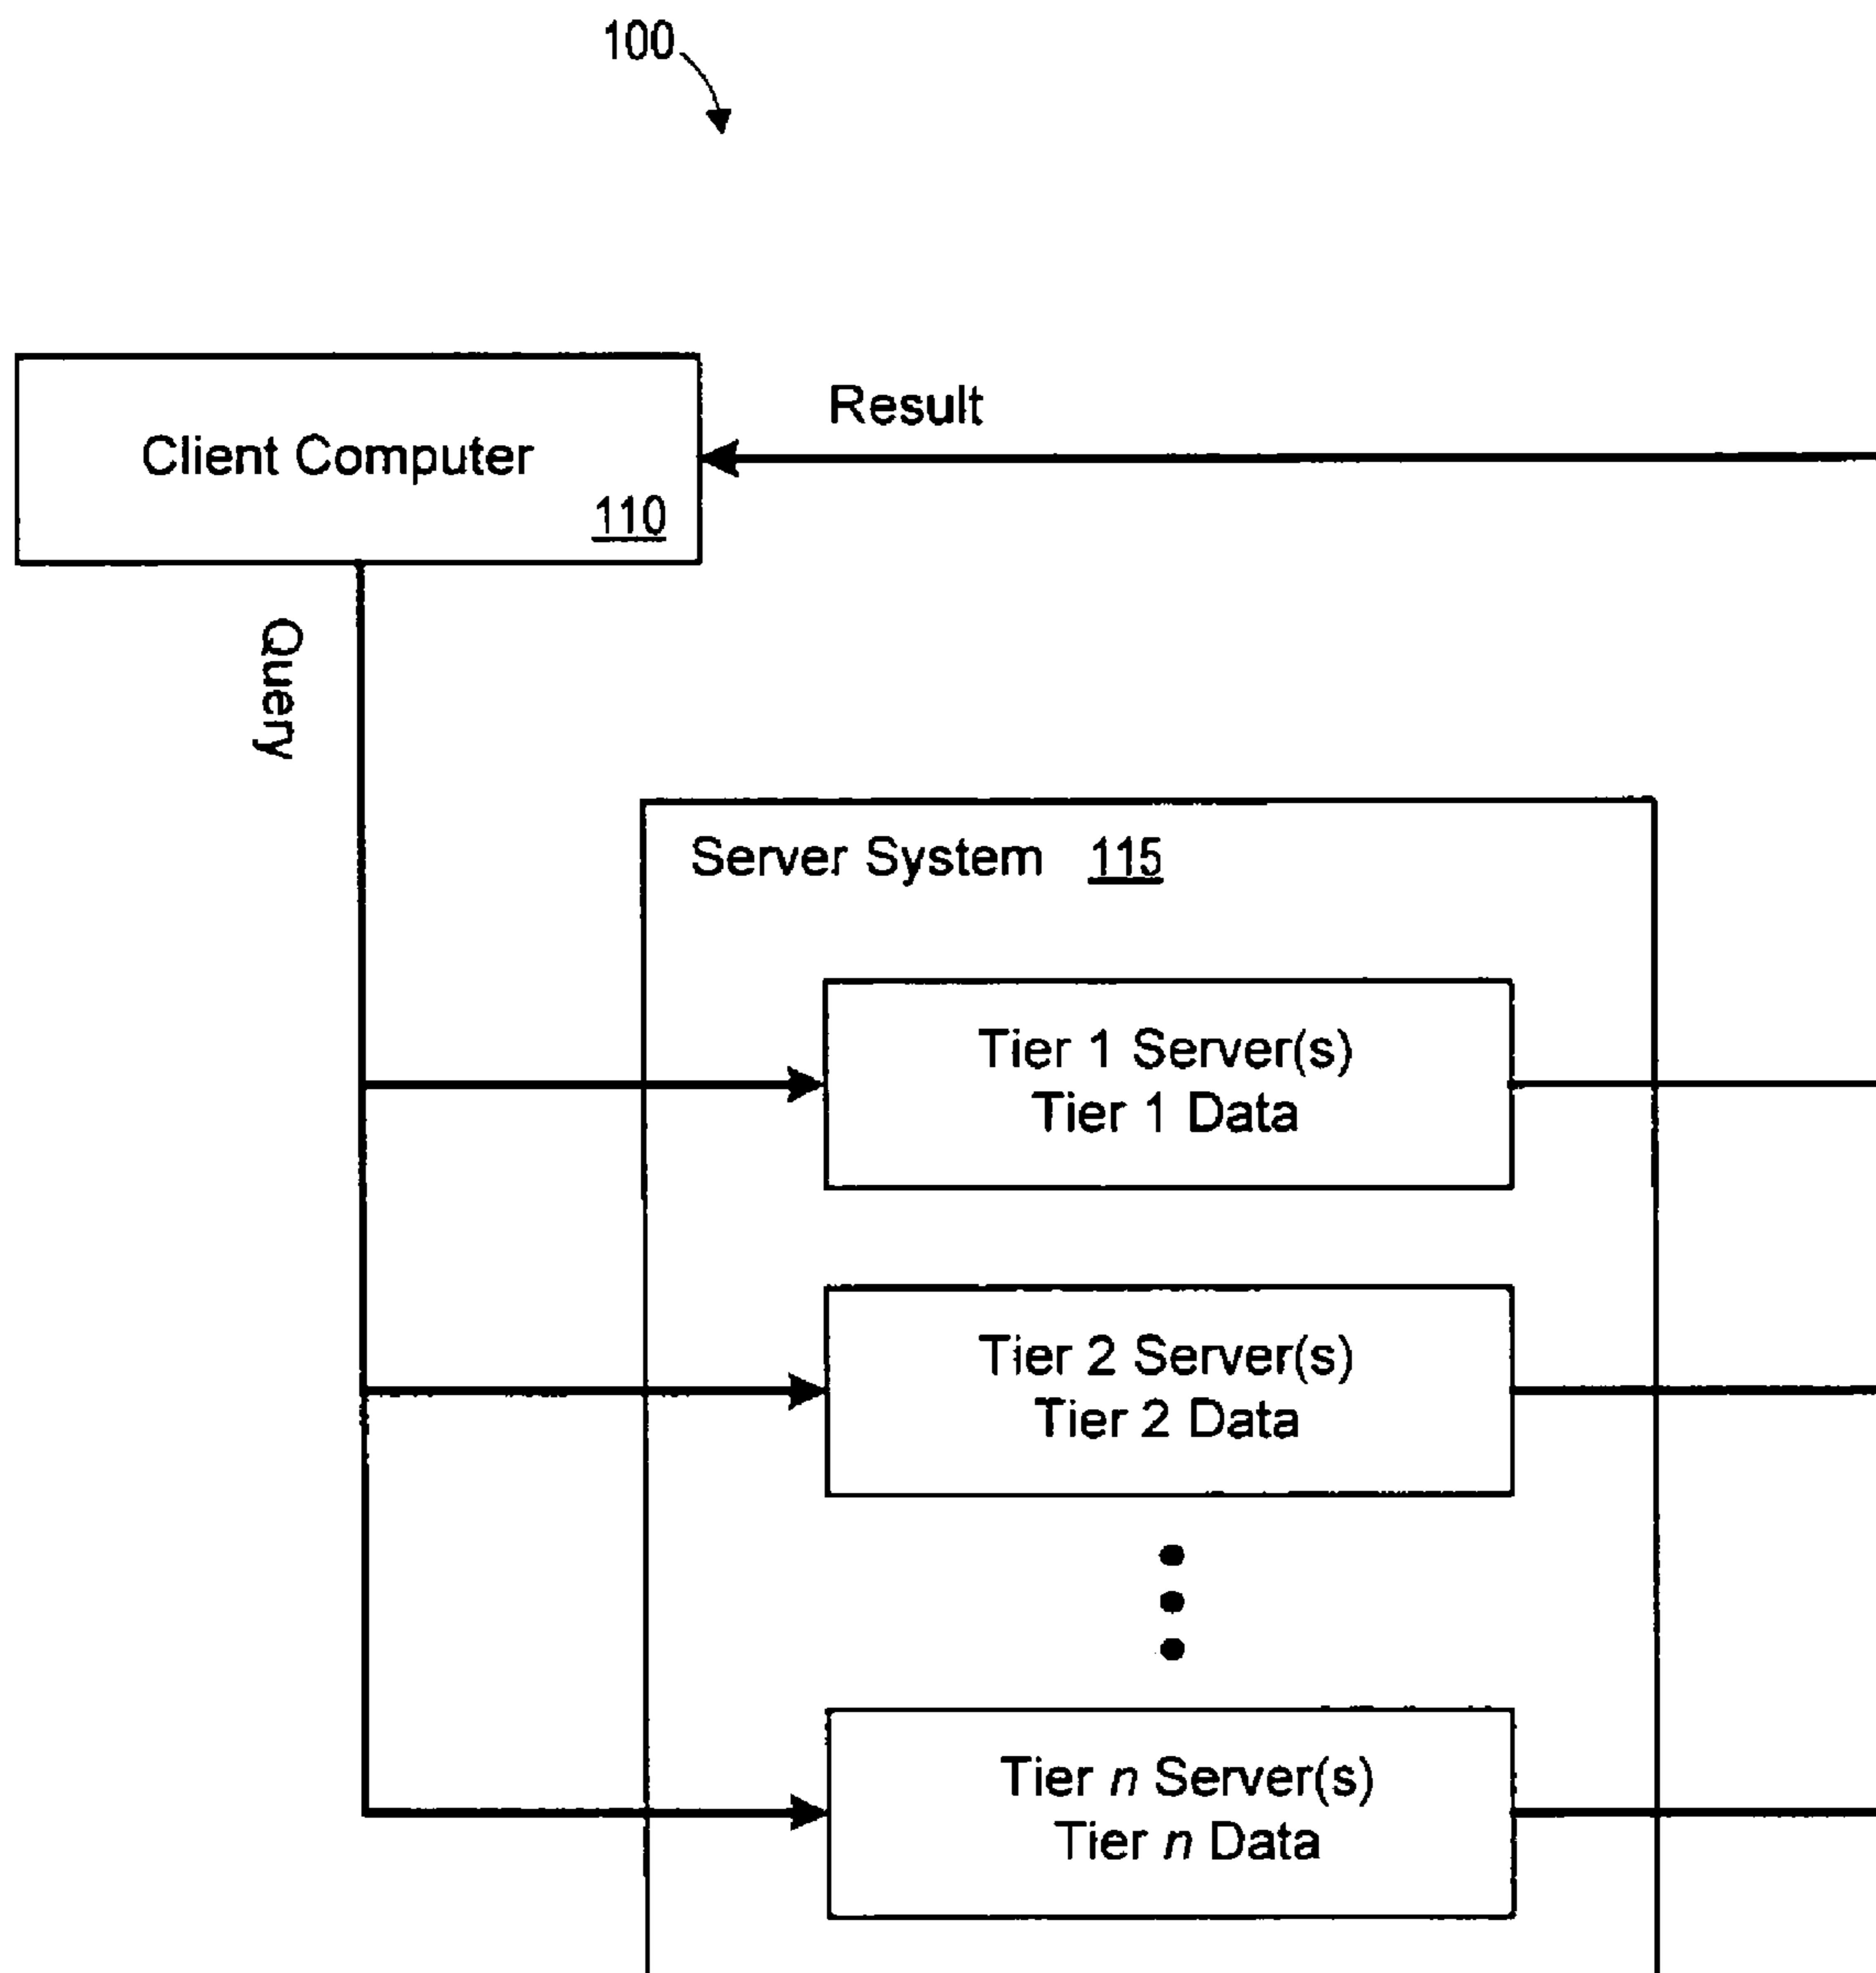 100
Result
Client Computer
110
Query
Server System 115
Tier 1 Server(s)
Tier 1 Data
Tier 2 Server(s)
Tier 2 Data
Tier n Server(s)
Tier n Data